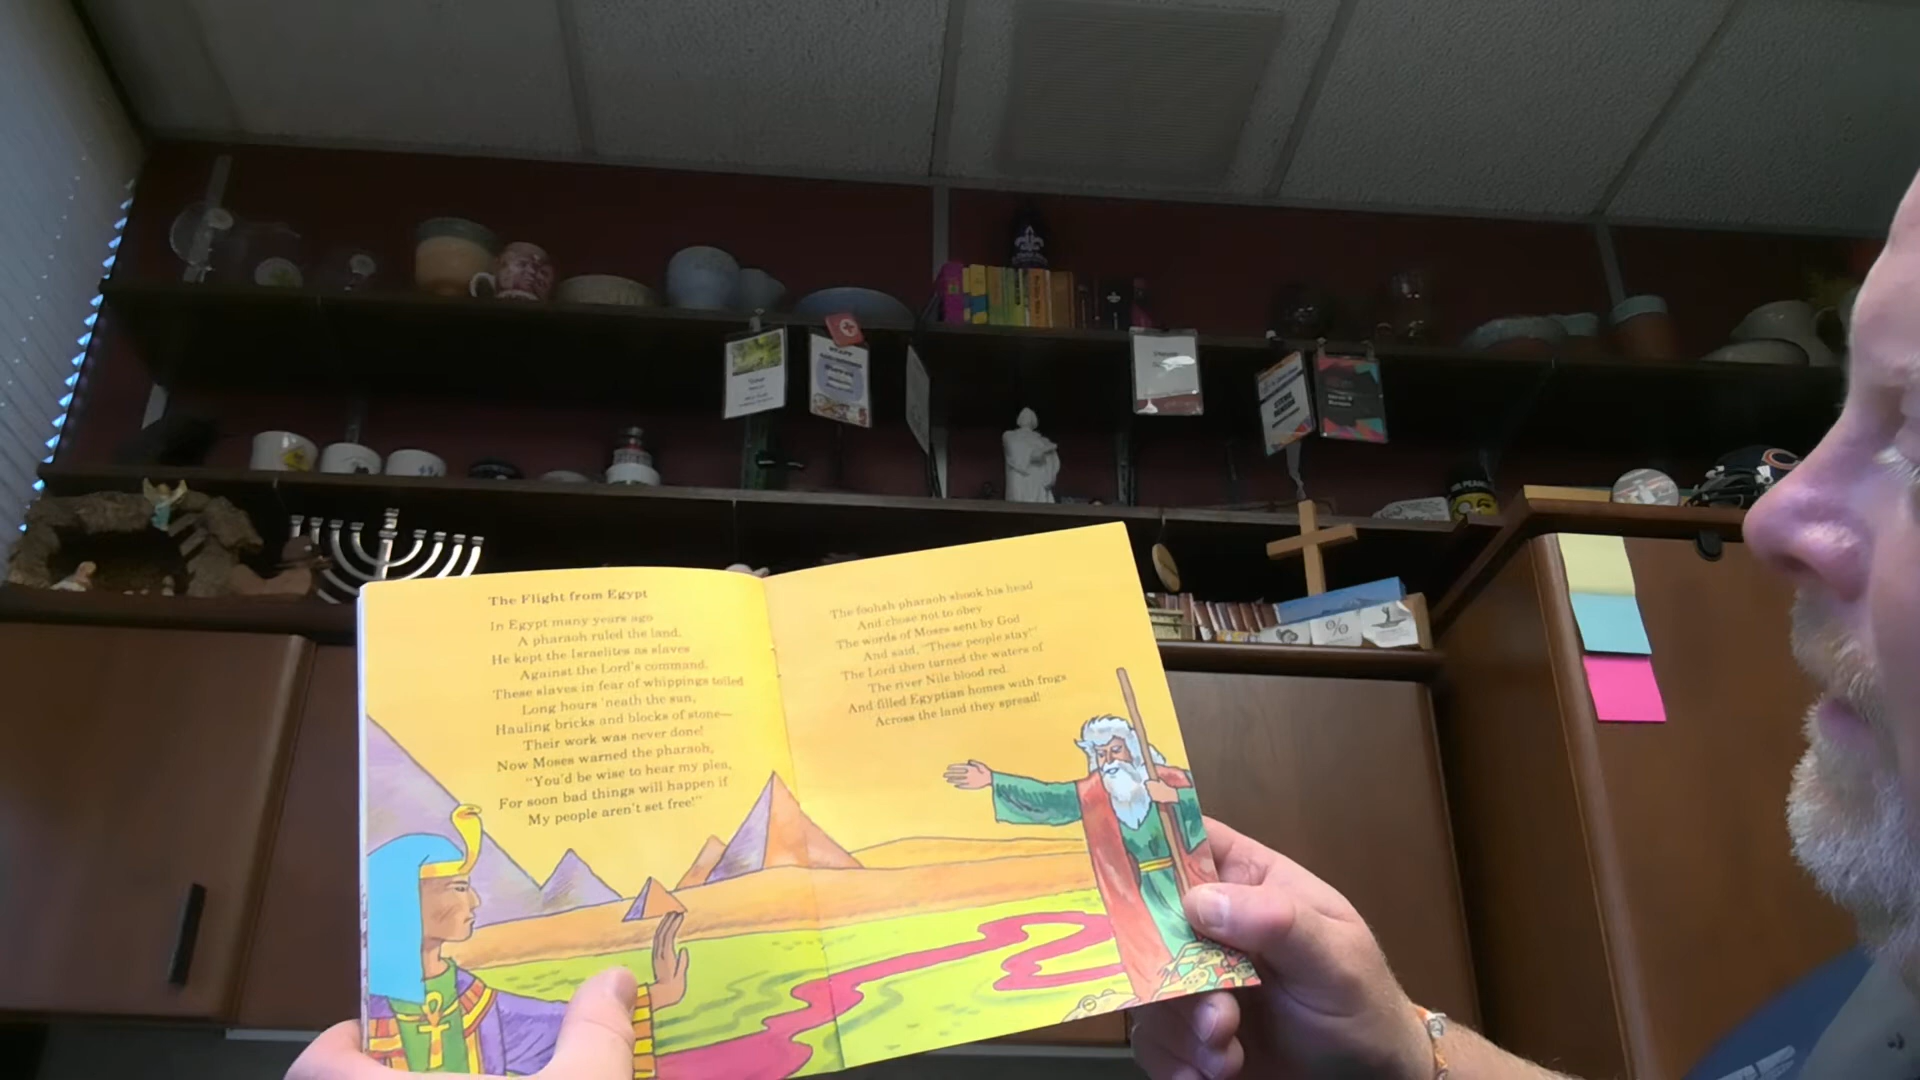 The Flight from Egypt
In Egypt many years ago
A pharaoh ruled the land.
He kept the Israelites as slaves
Against the Lord's command.
These slaves in fear of whippings toiled
Long hours 'neath the sun,
Hauling bricks and blocks of stone—
Their work was never done!
Now Moses warned the pharaoh,
"You'd be wise to hear my plea,
For soon bad things will happen if
My people aren't set free!"
The foolish pharaoh shook his head
And chose not to obey
The words of Moses sent by God
And said, "These people stay!"
The Lord then turned the waters of
The river Nile blood red.
And filled Egyptian homes with frogs
Across the land they spread!
%